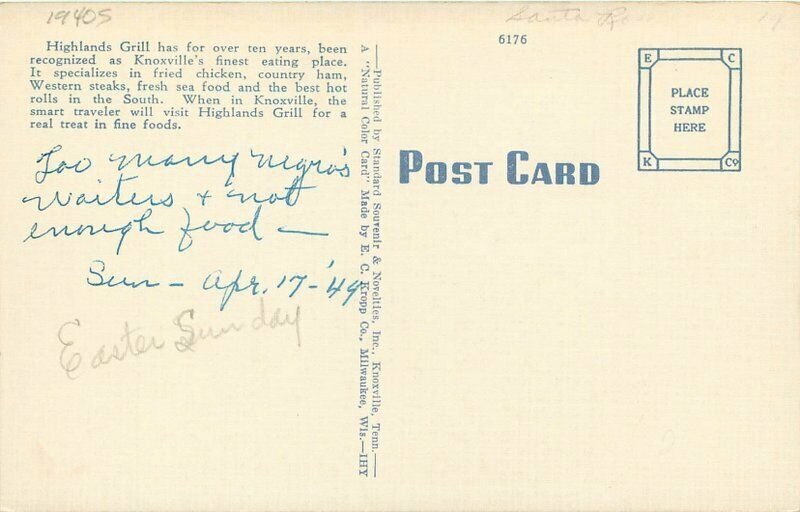 1940S
Santa
19
6176
Highlands Grill has for over ten years, been
recognized as Knoxville's finest eating place.
It specializes in fried chicken, country ham,
Western steaks, fresh sea food and the best hot
rolls in the South. When in Knoxville, the
smart traveler will visit Highlands Grill for a
real treat in fine foods.
Too many Negro's
waiters + not
enough food —
Sun - Apr. 17 - '49
Easter Sunday
—Published by Standard Souvenir & Novelties, Inc., Knoxville, Tenn.—
A "Natural Color Card" Made by E. C. Kropp Co., Milwaukee, Wis.—1HY
POST CARD
E C
PLACE
STAMP
HERE
K Co